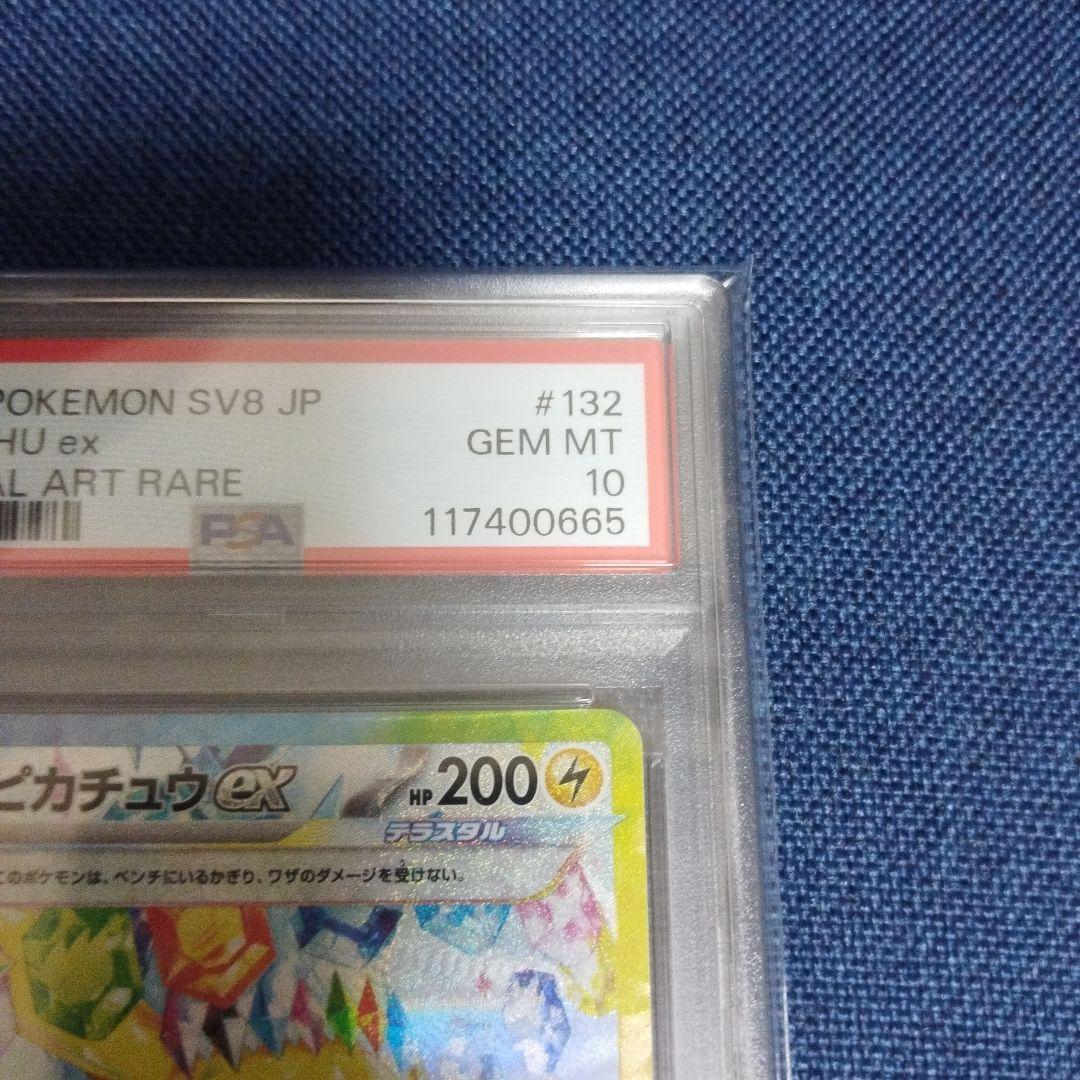 POKEMON SV8 JP #132
HU ex GEM MT
AL ART RARE 10
PSA 117400665
ピカチュウex HP 200
テラスタル
このポケモンは、ベンチにいるかぎり、ワザのダメージを受けない。